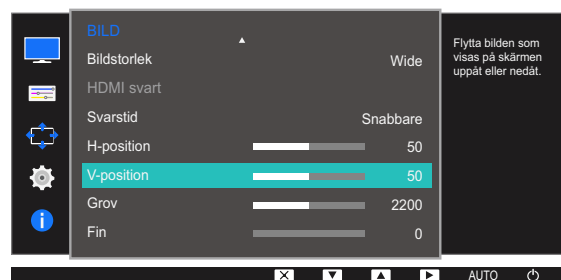 BILD
Bildstorlek Wide
HDMI svart
Svarstid Snabbare
H-position 50
V-position 50
Grov 2200
Fin 0
Flytta bilden som
visas på skärmen
uppåt eller nedåt.
AUTO